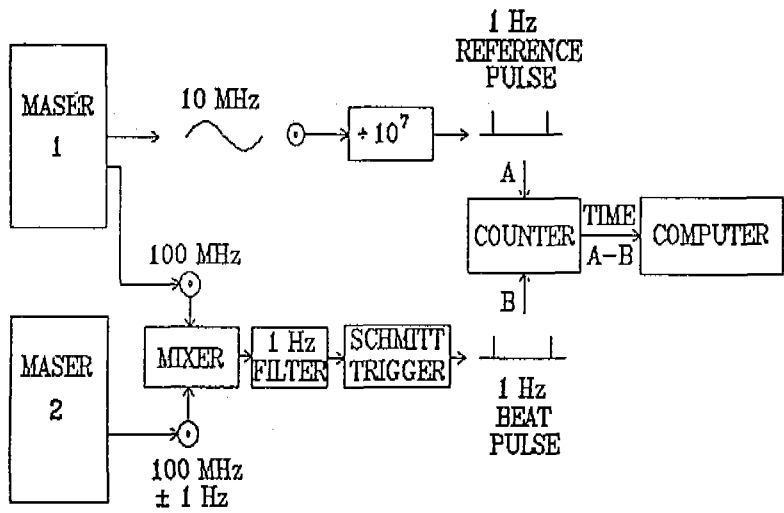 1 Hz
REFERENCE
PULSE
MASER
1
10 MHz
÷ 10⁷
A
COUNTER
TIME
A-B
COMPUTER
B
100 MHz
MASER
2
MIXER
1 Hz
FILTER
SCHMITT
TRIGGER
1 Hz
BEAT
PULSE
100 MHz
± 1 Hz